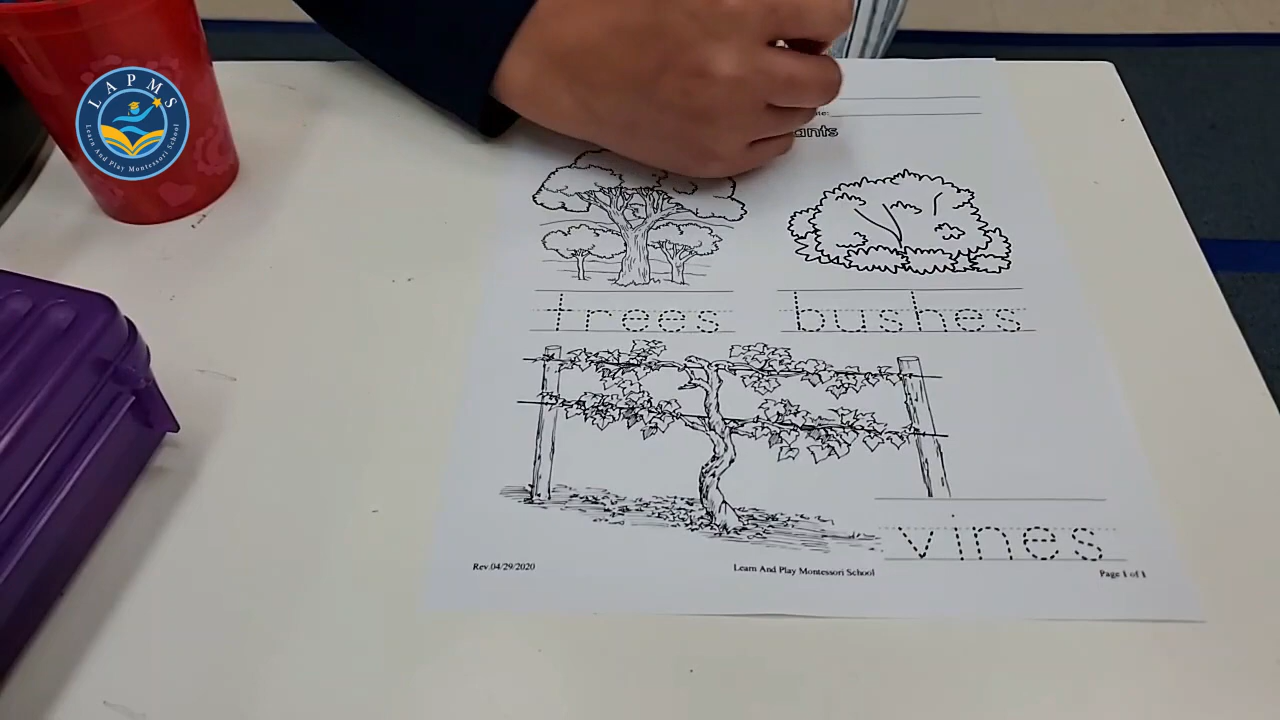 LAPMS
Learn And Play Montessori School
trees
bushes
vines
Rev.04/29/2020
Learn And Play Montessori School
Page 1 of 1